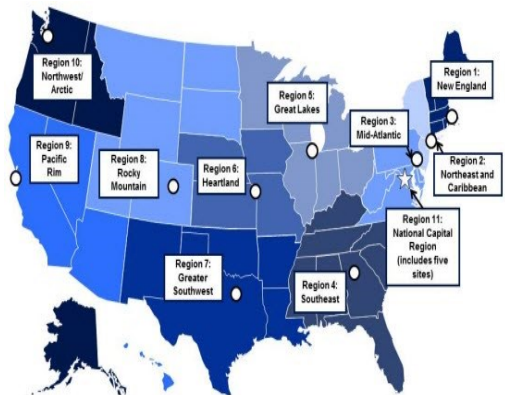 Region 10:
Northwest/
Arctic
Region 1:
New England
Region 5:
Great Lakes
Region 3:
Mid-Atlantic
Region 9:
Pacific
Rim
Region 8:
Rocky
Mountain
Region 6:
Heartland
Region 2:
Northeast and
Caribbean
Region 11:
National Capital
Region
(includes five
sites)
Region 7:
Greater
Southwest
Region 4:
Southeast